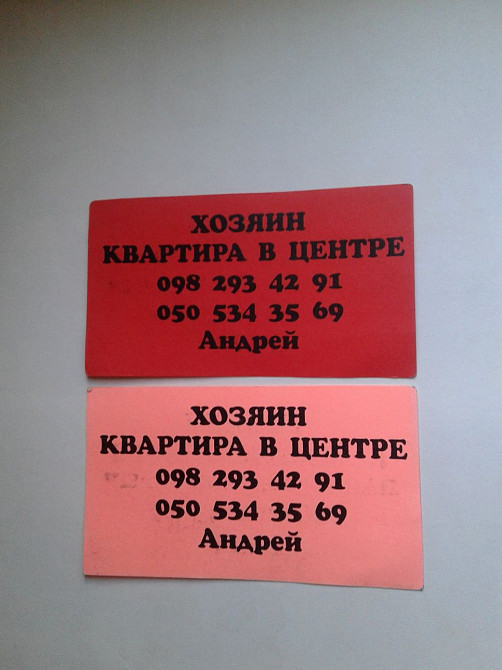 ХОЗЯИН
КВАРТИРА В ЦЕНТРЕ
098 293 42 91
050 534 35 69
Андрей
ХОЗЯИН
КВАРТИРА В ЦЕНТРЕ
098 293 42 91
050 534 35 69
Андрей